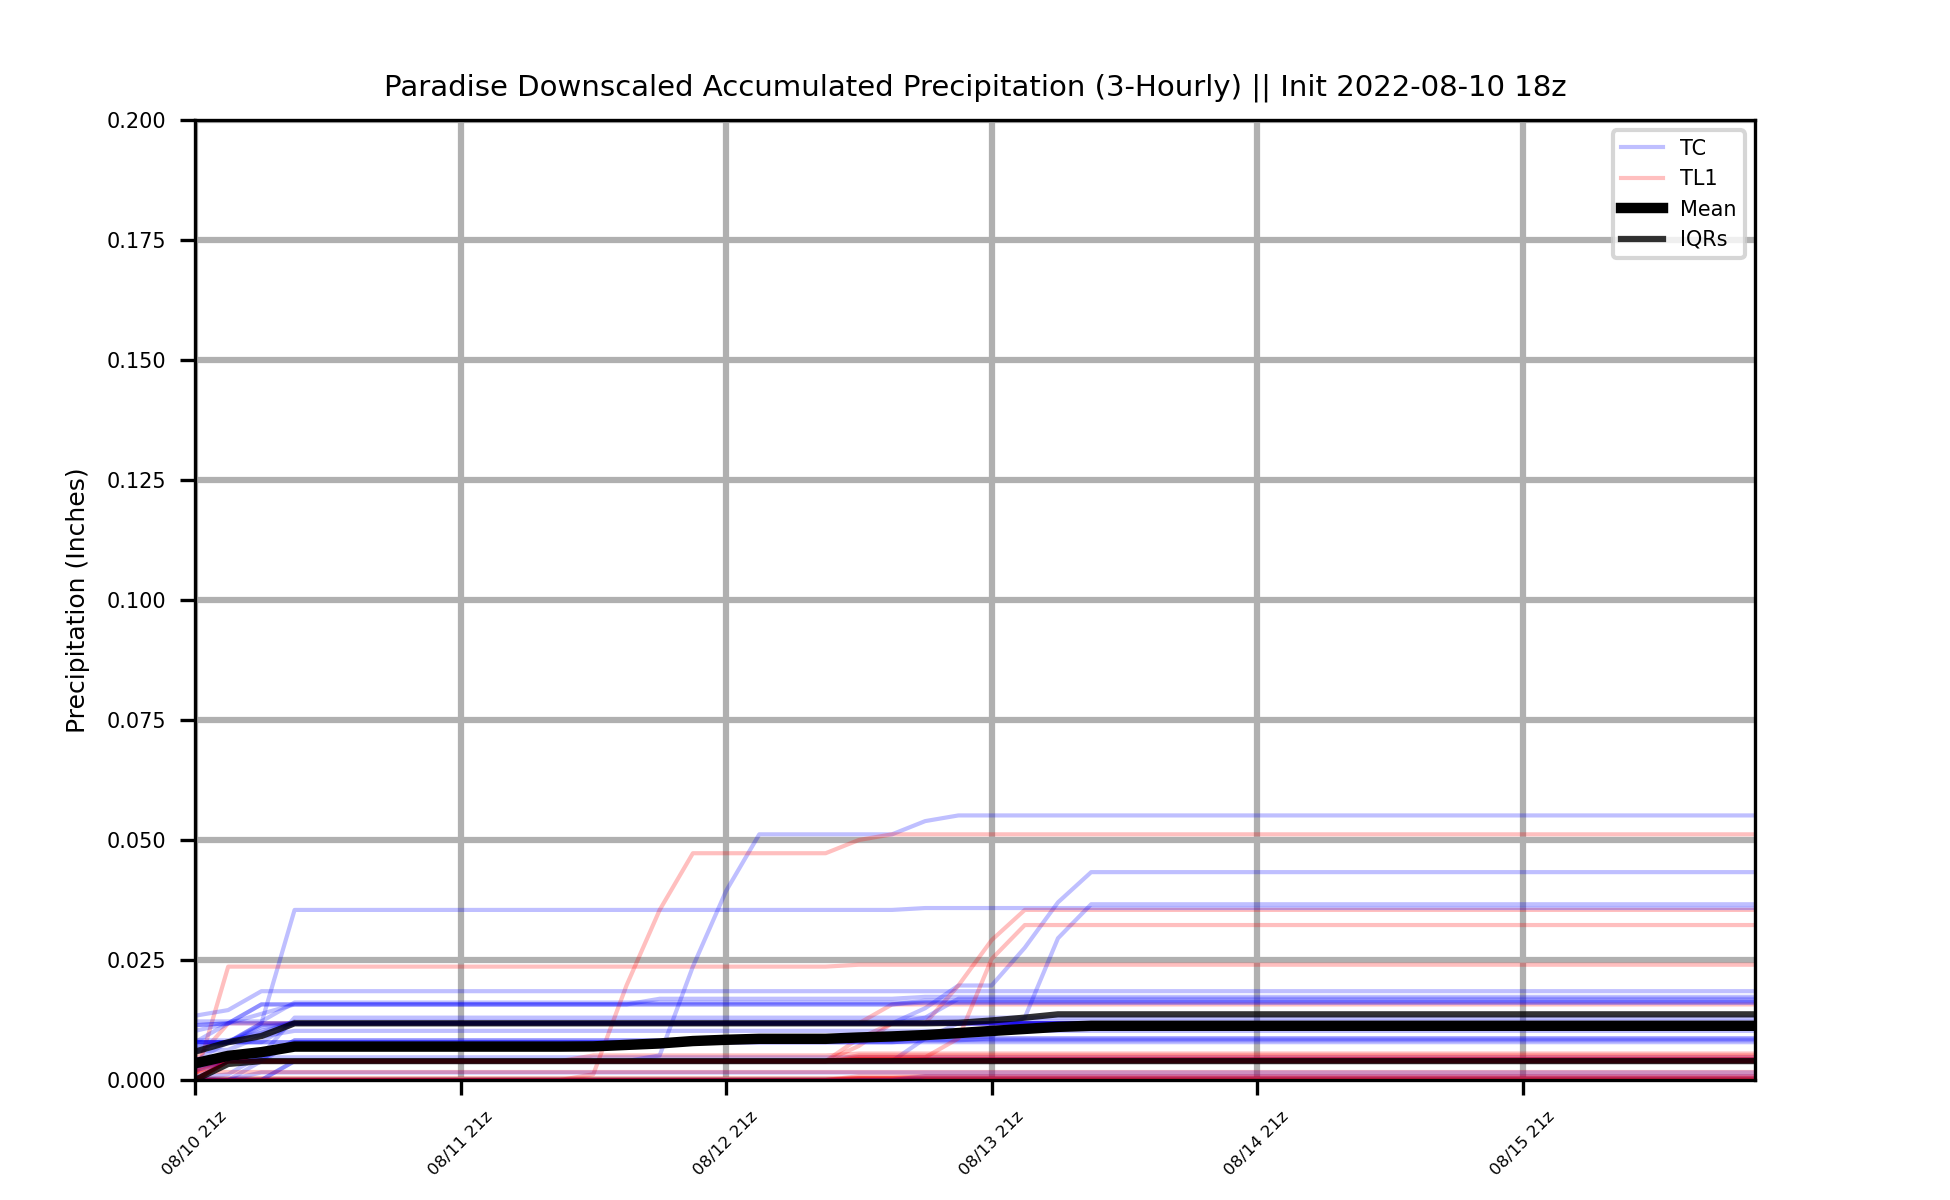 Paradise Downscaled Accumulated Precipitation (3-Hourly) || Init 2022-08-10 18z
0.200
0.175
0.150
0.125
0.100
0.075
0.050
0.025
0.000
Precipitation (Inches)
TC
TL1
Mean
IQRs
08/10 21z
08/11 21z
08/12 21z
08/13 21z
08/14 21z
08/15 21z